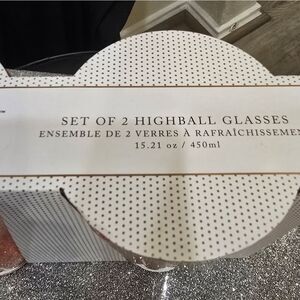 SET OF 2 HIGHBALL GLASSES
ENSEMBLE DE 2 VERRES À RAFRAÎCHISSEMEN
15.21 oz / 450ml